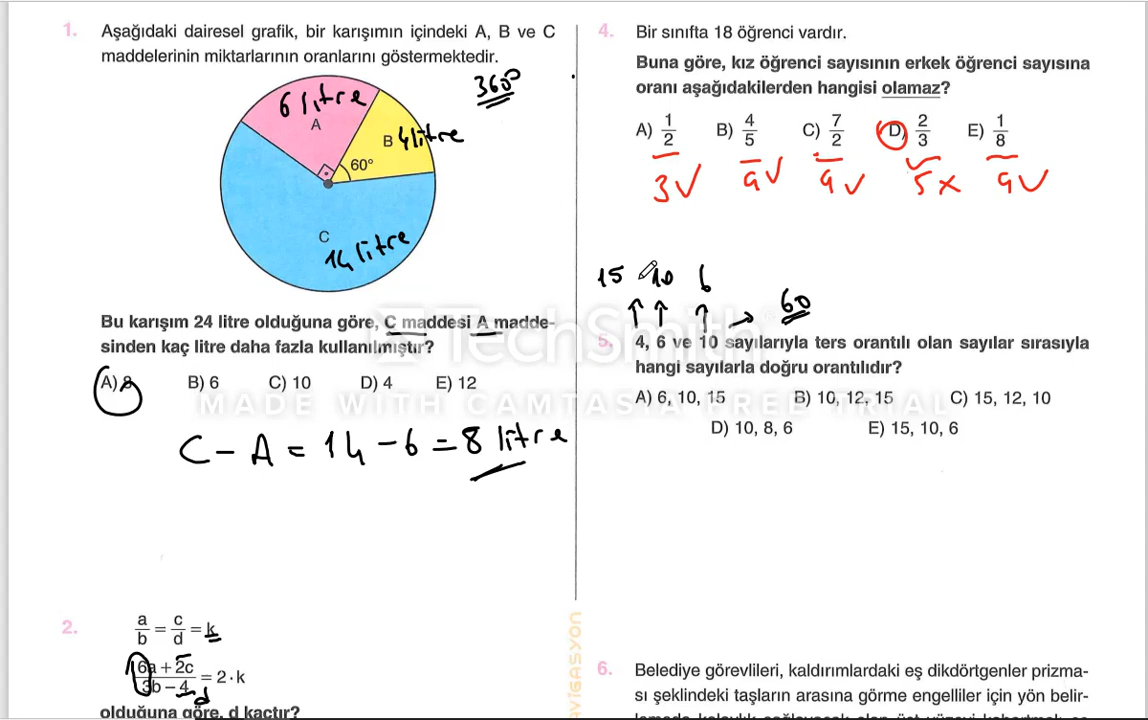 1. Aşağıdaki dairesel grafik, bir karışımın içindeki A, B ve C
maddelerinin miktarlarının oranlarını göstermektedir.
360°
6 litre
A
B 4 litre
60°
C
14 litre
Bu karışım 24 litre olduğuna göre, C maddesi A madde-
sinden kaç litre daha fazla kullanılmıştır?
A) 8 B) 6 C) 10 D) 4 E) 12
C - A = 14 - 6 = 8 litre
2. a/b = c/d = k
6a + 2c / 3b - 4 d = 2 · k
olduğuna göre, d kaçtır?
4. Bir sınıfta 18 öğrenci vardır.
Buna göre, kız öğrenci sayısının erkek öğrenci sayısına
oranı aşağıdakilerden hangisi olamaz?
A) 1/2 B) 4/5 C) 7/2 D) 2/3 E) 1/8
3 ✓ 9 ✓ 9 ✓ 5 x 9 ✓
15 10 6
60
5. 4, 6 ve 10 sayılarıyla ters orantılı olan sayılar sırasıyla
hangi sayılarla doğru orantılıdır?
A) 6, 10, 15 B) 10, 12, 15 C) 15, 12, 10
D) 10, 8, 6 E) 15, 10, 6
6. Belediye görevlileri, kaldırımlardaki eş dikdörtgenler prizma-
sı şeklindeki taşların arasına görme engelliler için yön belir-
TechSmith
MADE WITH CAMTASIA FREE TRIAL